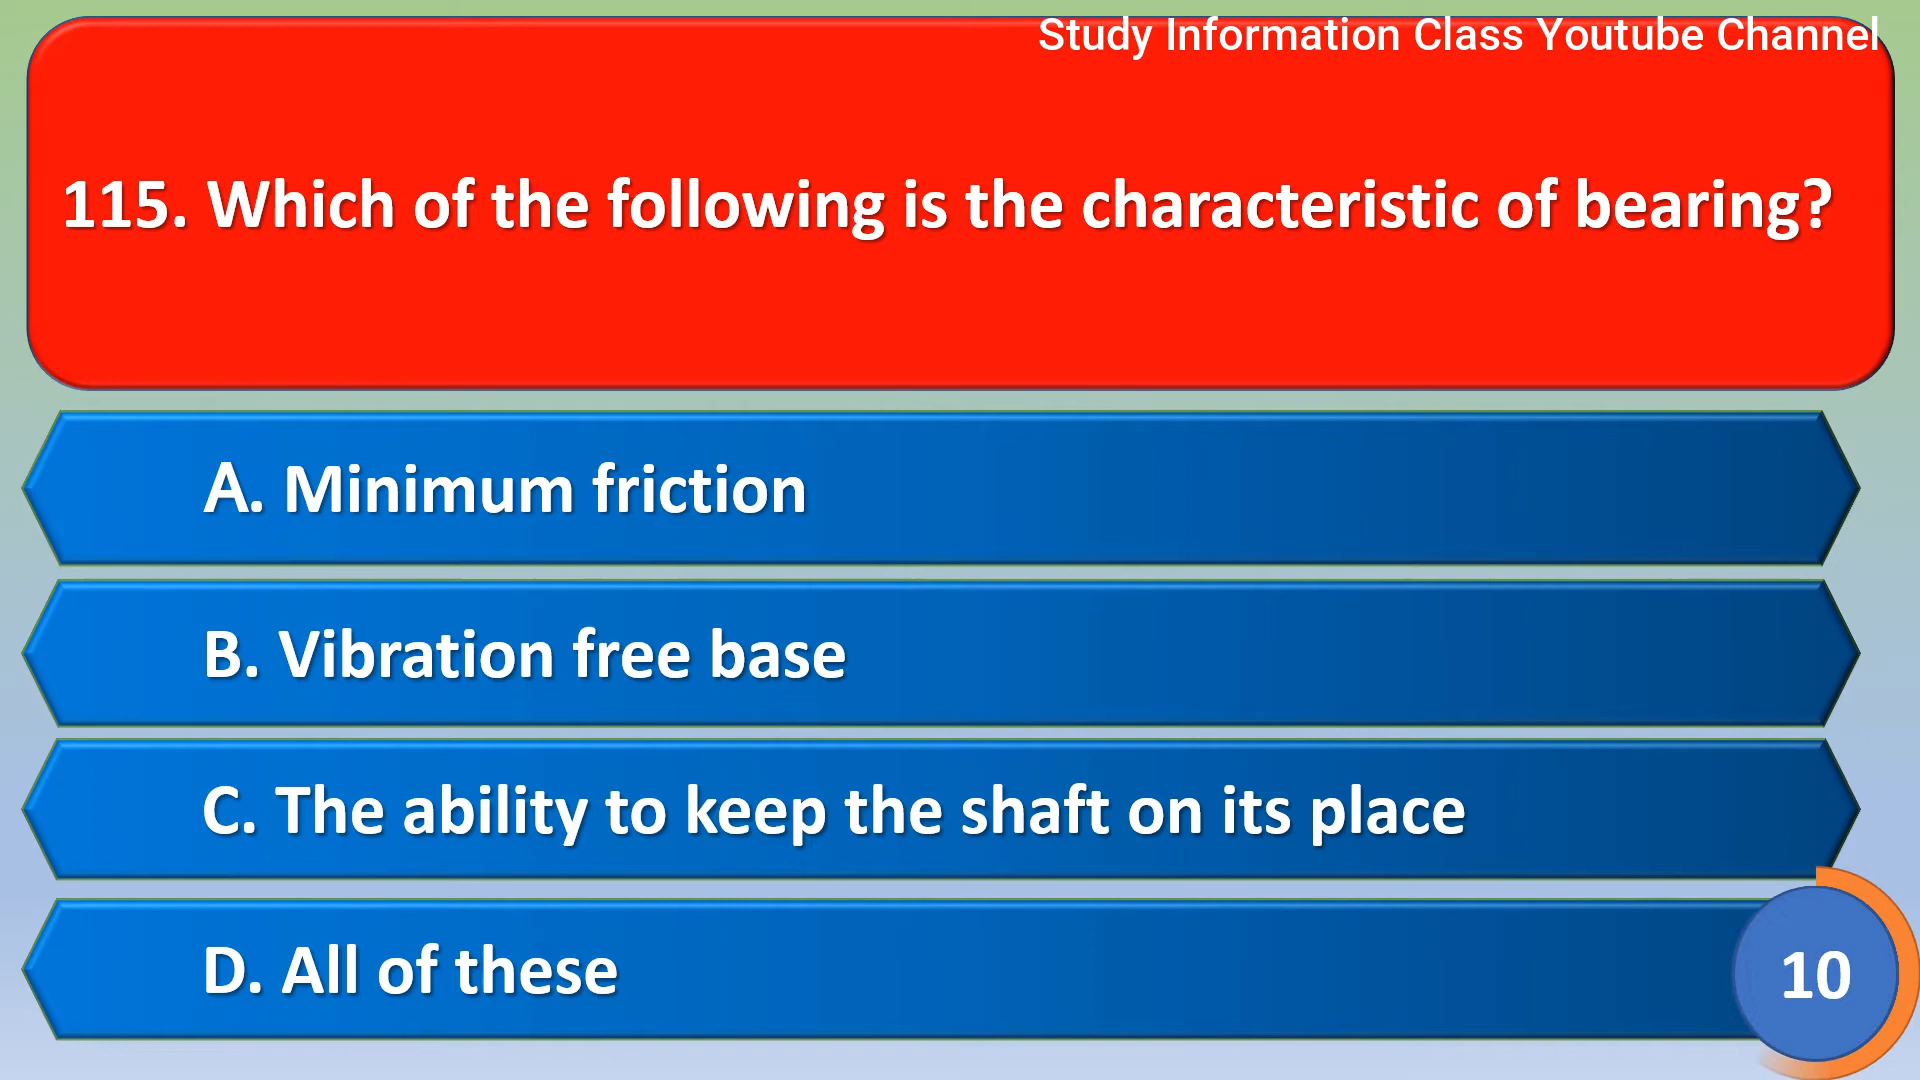 Study Information Class Youtube Channel
115. Which of the following is the characteristic of bearing?
A. Minimum friction
B. Vibration free base
C. The ability to keep the shaft on its place
D. All of these
10